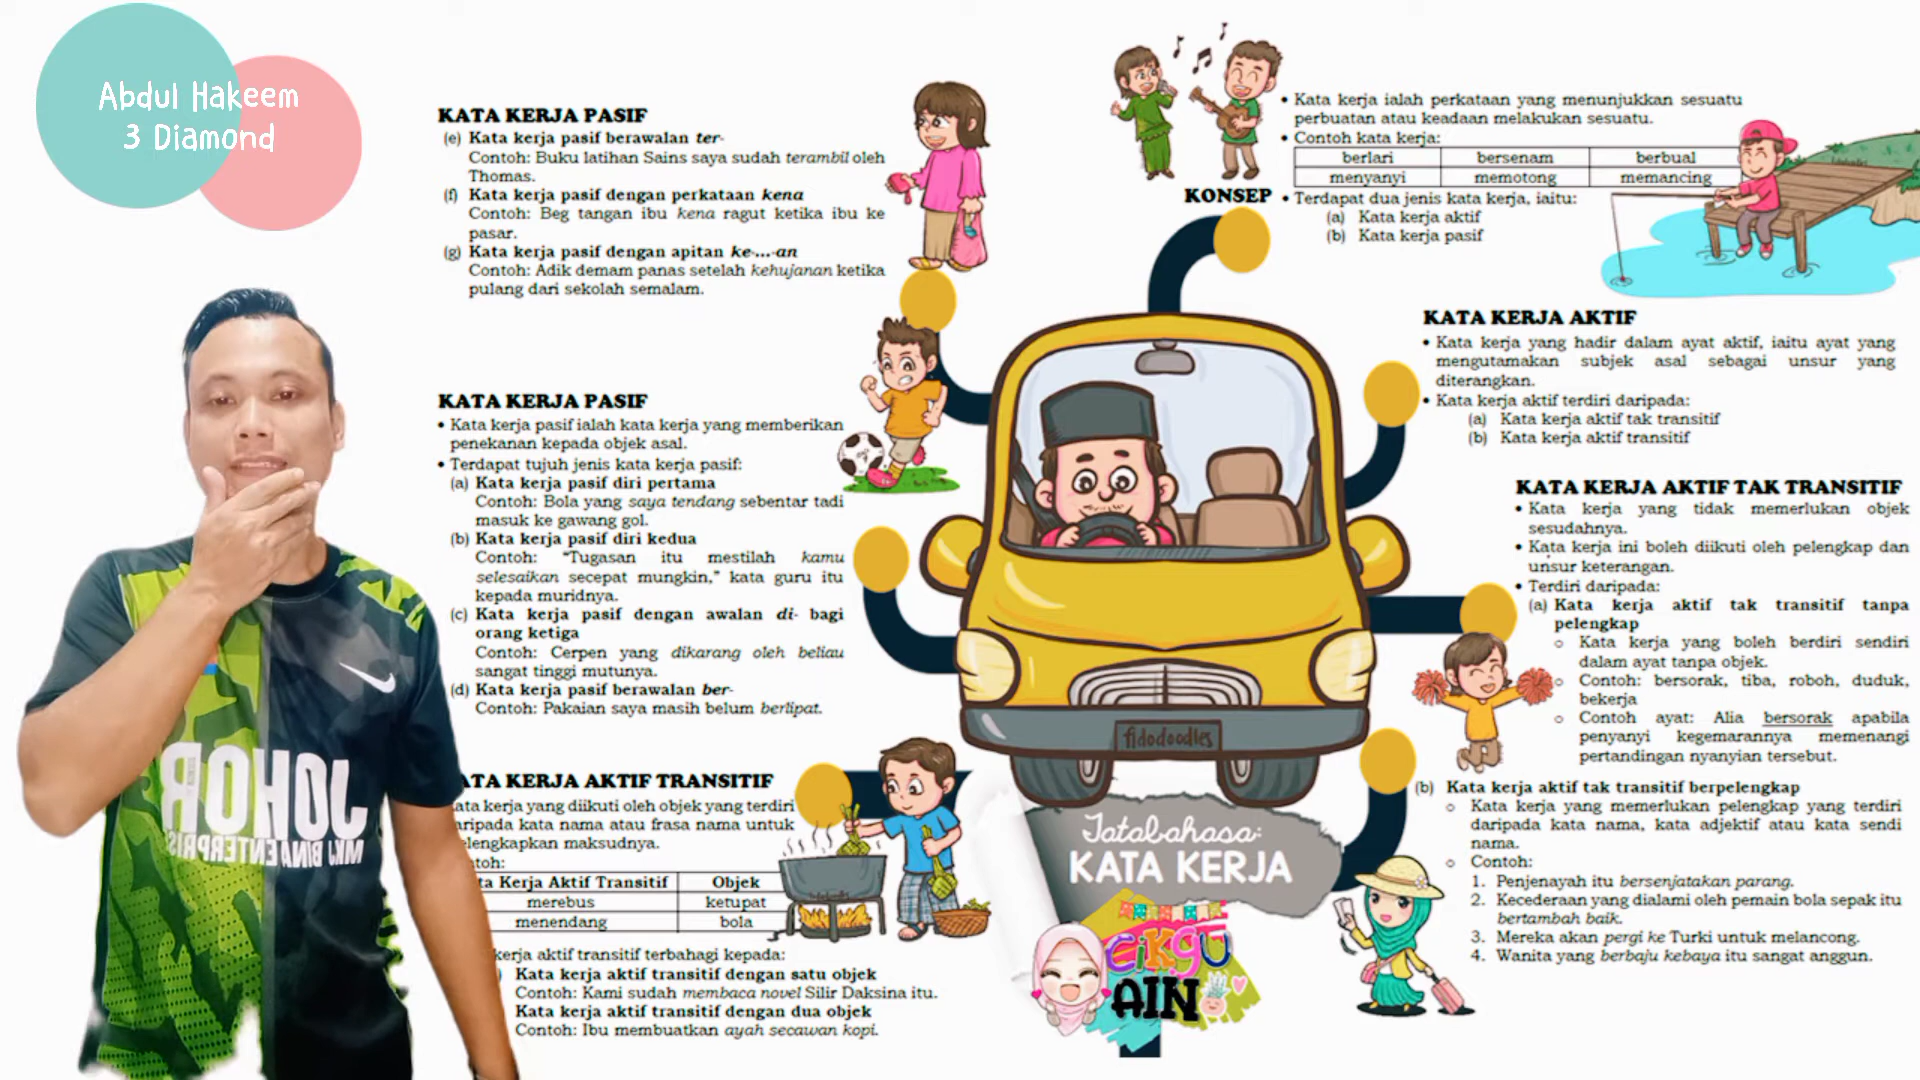 Abdul Hakeem
3 Diamond
KATA KERJA PASIF
(e) Kata kerja pasif berawalan ter-
Contoh: Buku latihan Sains saya sudah terambil oleh
Thomas.
(f) Kata kerja pasif dengan perkataan kena
Contoh: Beg tangan ibu kena ragut ketika ibu ke
pasar.
(g) Kata kerja pasif dengan apitan ke-...-an
Contoh: Adik demam panas setelah kehujanan ketika
pulang dari sekolah semalam.
KATA KERJA PASIF
• Kata kerja pasif ialah kata kerja yang memberikan
penekanan kepada objek asal.
• Terdapat tujuh jenis kata kerja pasif:
(a) Kata kerja pasif diri pertama
Contoh: Bola yang saya tendang sebentar tadi
masuk ke gawang gol.
(b) Kata kerja pasif diri kedua
Contoh: "Tugasan itu mestilah kamu
selesaikan secepat mungkin," kata guru itu
kepada muridnya.
(c) Kata kerja pasif dengan awalan di- bagi
orang ketiga
Contoh: Cerpen yang dikarang oleh beliau
sangat tinggi mutunya.
(d) Kata kerja pasif berawalan ber-
Contoh: Pakaian saya masih belum berlipat.
ATA KERJA AKTIF TRANSITIF
ata kerja yang diikuti oleh objek yang terdiri
aripada kata nama atau frasa nama untuk
elengkapkan maksudnya.
toh:
ta Kerja Aktif Transitif Objek
merebus ketupat
menendang bola
kerja aktif transitif terbahagi kepada:
) Kata kerja aktif transitif dengan satu objek
Contoh: Kami sudah membaca novel Silir Daksina itu.
Kata kerja aktif transitif dengan dua objek
Contoh: Ibu membuatkan ayah secawan kopi.
KONSEP
• Kata kerja ialah perkataan yang menunjukkan sesuatu
perbuatan atau keadaan melakukan sesuatu.
• Contoh kata kerja:
berlari bersenam berbual
menyanyi memotong memancing
• Terdapat dua jenis kata kerja, iaitu:
(a) Kata kerja aktif
(b) Kata kerja pasif
KATA KERJA AKTIF
• Kata kerja yang hadir dalam ayat aktif, iaitu ayat yang
mengutamakan subjek asal sebagai unsur yang
diterangkan.
• Kata kerja aktif terdiri daripada:
(a) Kata kerja aktif tak transitif
(b) Kata kerja aktif transitif
KATA KERJA AKTIF TAK TRANSITIF
• Kata kerja yang tidak memerlukan objek
sesudahnya.
• Kata kerja ini boleh diikuti oleh pelengkap dan
unsur keterangan.
• Terdiri daripada:
(a) Kata kerja aktif tak transitif tanpa
pelengkap
o Kata kerja yang boleh berdiri sendiri
dalam ayat tanpa objek.
o Contoh: bersorak, tiba, roboh, duduk,
bekerja
o Contoh ayat: Alia bersorak apabila
penyanyi kegemarannya memenangi
pertandingan nyanyian tersebut.
(b) Kata kerja aktif tak transitif berpelengkap
o Kata kerja yang memerlukan pelengkap yang terdiri
daripada kata nama, kata adjektif atau kata sendi
nama.
o Contoh:
1. Penjenayah itu bersenjatakan parang.
2. Kecederaan yang dialami oleh pemain bola sepak itu
bertambah baik.
3. Mereka akan pergi ke Turki untuk melancong.
4. Wanita yang berbaju kebaya itu sangat anggun.
fidodoodles
Tatabahasa:
KATA KERJA
CiKGU
AIN
JOHOR
MKJ BINA ENTERPRIS